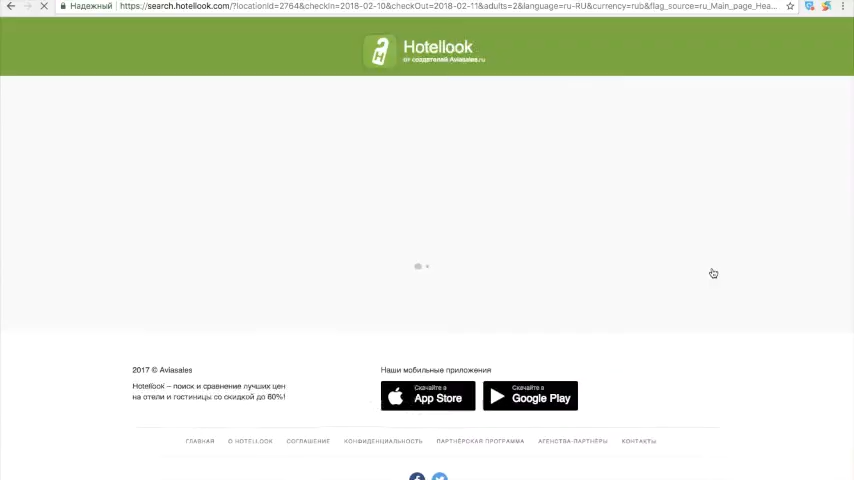 Надежный https://search.hotellook.com/?locationId=2764&checkIn=2018-02-10&checkOut=2018-02-11&adults=2&language=ru-RU&currency=rub&flag_source=ru_Main_page_Hea...
Hotellook
от создателей Aviasales.ru
2017 © Aviasales
Наши мобильные приложения
Hotellook – поиск и сравнение лучших цен
на отели и гостиницы со скидкой до 60%!
Скачайте в
App Store
Скачайте в
Google Play
ГЛАВНАЯ О HOTELLOOK СОГЛАШЕНИЕ КОНФИДЕНЦИАЛЬНОСТЬ ПАРТНЁРСКАЯ ПРОГРАММА АГЕНСТВА-ПАРТНЁРЫ КОНТАКТЫ